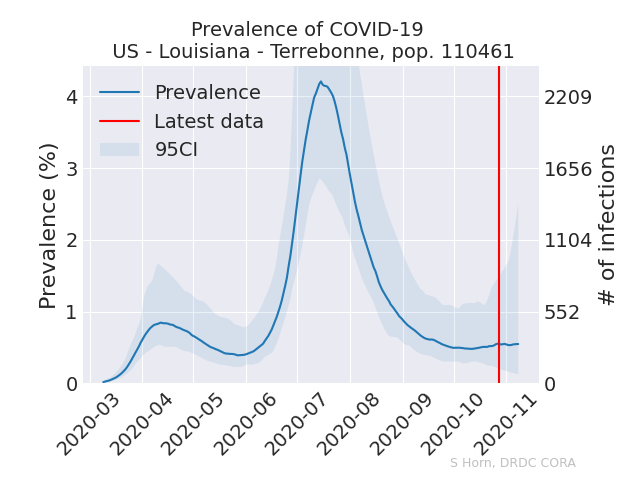 Prevalence of COVID-19
US - Louisiana - Terrebonne, pop. 110461
Prevalence
Latest data
95CI
Prevalence (%)
4
3
2
1
0
2209
1656
1104
552
0
# of infections
2020-03
2020-04
2020-05
2020-06
2020-07
2020-08
2020-09
2020-10
2020-11
S Horn, DRDC CORA